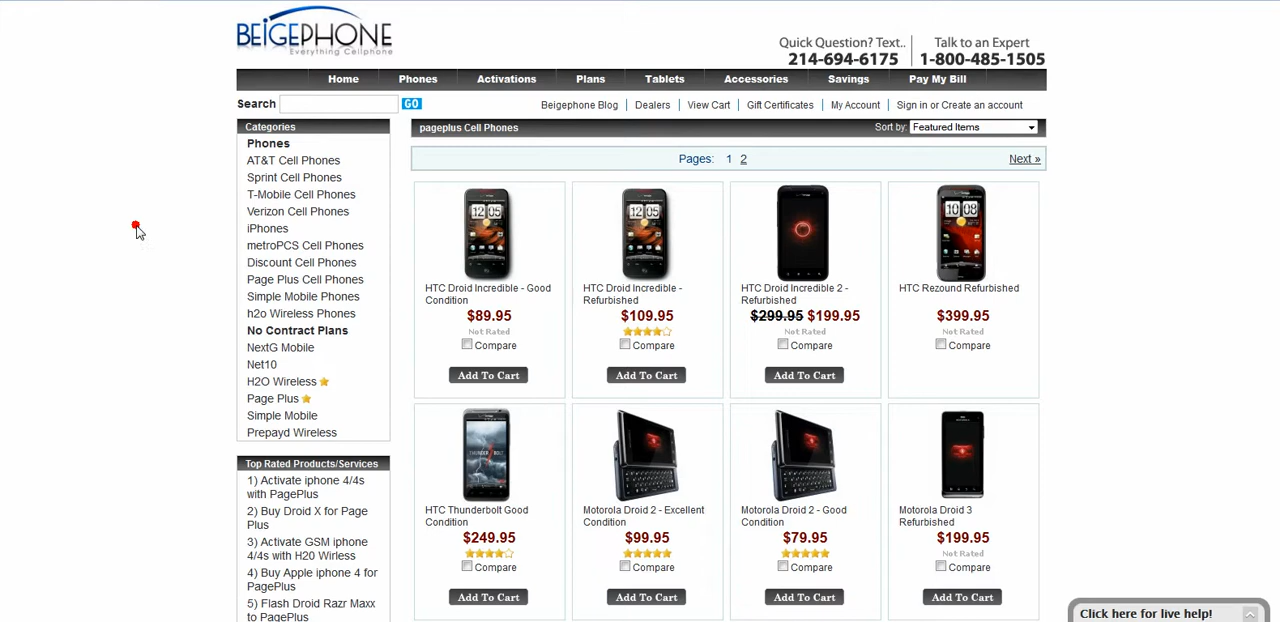 BEIGEPHONE
Everything Cellphone
Quick Question? Text..
214-694-6175
Talk to an Expert
1-800-485-1505
Home Phones Activations Plans Tablets Accessories Savings Pay My Bill
Search GO
Beigephone Blog Dealers View Cart Gift Certificates My Account Sign in or Create an account
Categories
Phones
AT&T Cell Phones
Sprint Cell Phones
T-Mobile Cell Phones
Verizon Cell Phones
iPhones
metroPCS Cell Phones
Discount Cell Phones
Page Plus Cell Phones
Simple Mobile Phones
h2o Wireless Phones
No Contract Plans
NextG Mobile
Net10
H2O Wireless
Page Plus
Simple Mobile
Prepayd Wireless
Top Rated Products/Services
1) Activate iphone 4/4s
with PagePlus
2) Buy Droid X for Page
Plus
3) Activate GSM iphone
4/4s with H20 Wirless
4) Buy Apple iphone 4 for
PagePlus
5) Flash Droid Razr Maxx
to PagePlus
pageplus Cell Phones
Sort by: Featured Items
Pages: 1 2
Next »
HTC Droid Incredible - Good
Condition
$89.95
Not Rated
Compare
Add To Cart
HTC Droid Incredible -
Refurbished
$109.95
Compare
Add To Cart
HTC Droid Incredible 2 -
Refurbished
$299.95 $199.95
Not Rated
Compare
Add To Cart
HTC Rezound Refurbished
$399.95
Not Rated
Compare
Add To Cart
HTC Thunderbolt Good
Condition
$249.95
Compare
Add To Cart
Motorola Droid 2 - Excellent
Condition
$99.95
Compare
Add To Cart
Motorola Droid 2 - Good
Condition
$79.95
Compare
Add To Cart
Motorola Droid 3
Refurbished
$199.95
Not Rated
Compare
Add To Cart
Click here for live help!